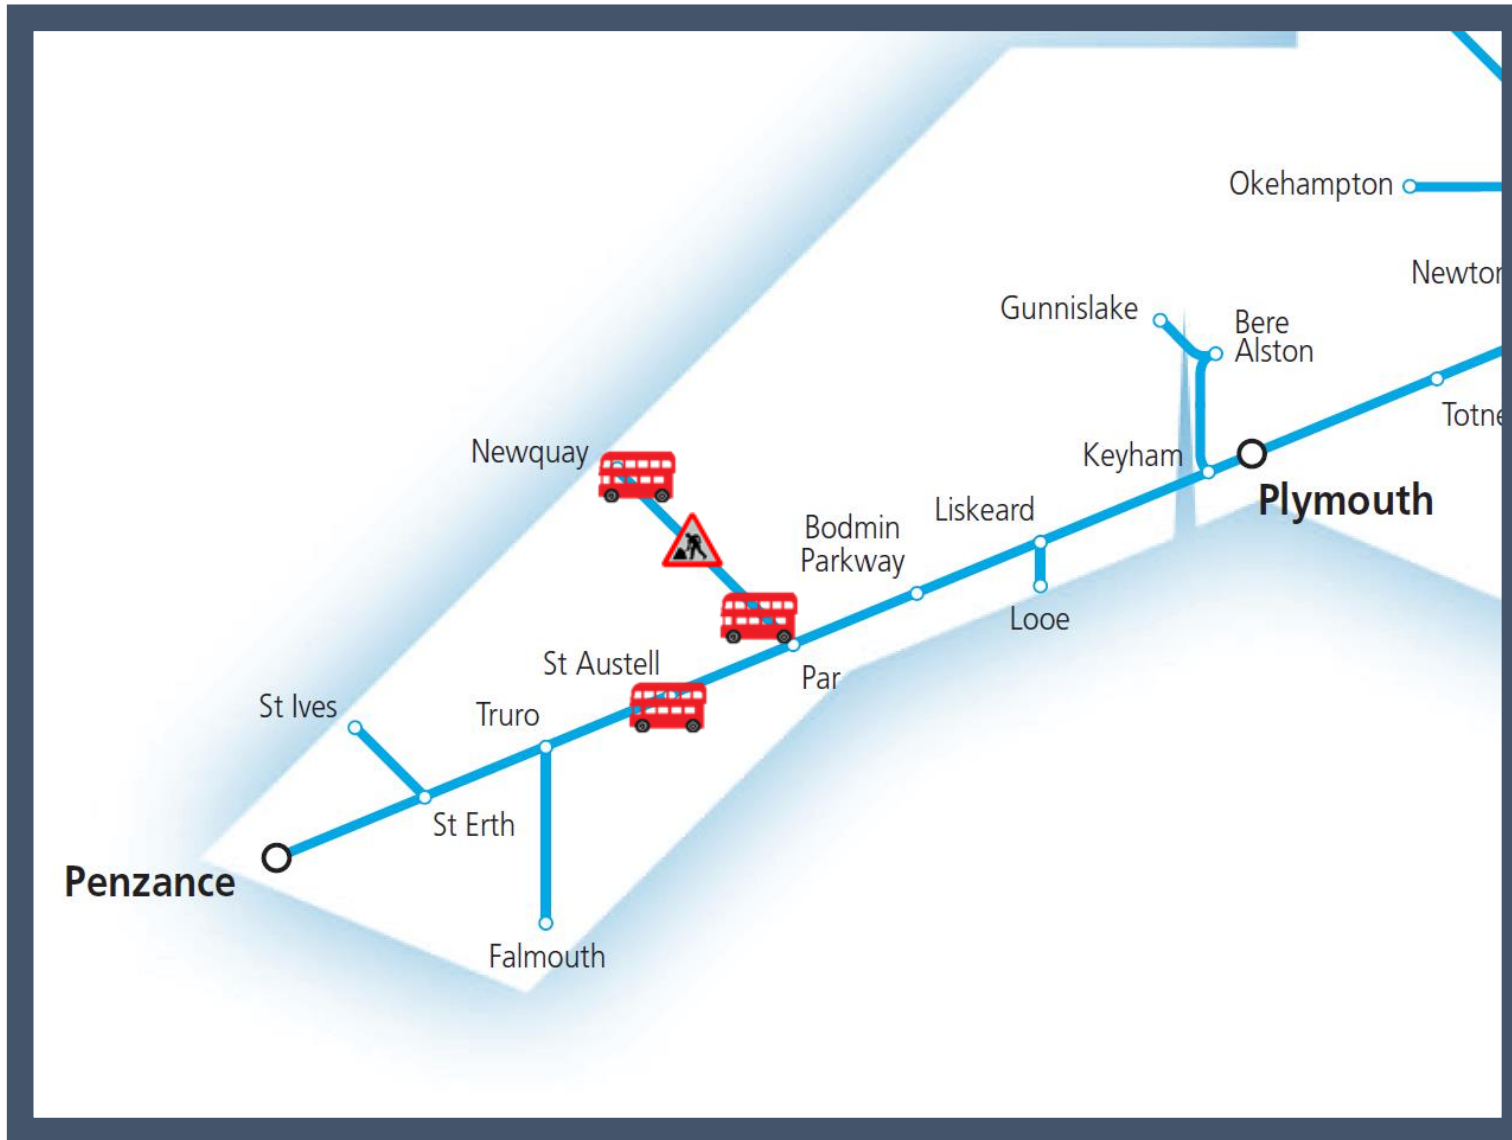 Okehampton
Newton
Gunnislake
Bere
Alston
Totne
Newquay
Keyham
Plymouth
Liskeard
Bodmin
Parkway
Looe
St Austell
Par
St Ives
Truro
St Erth
Penzance
Falmouth